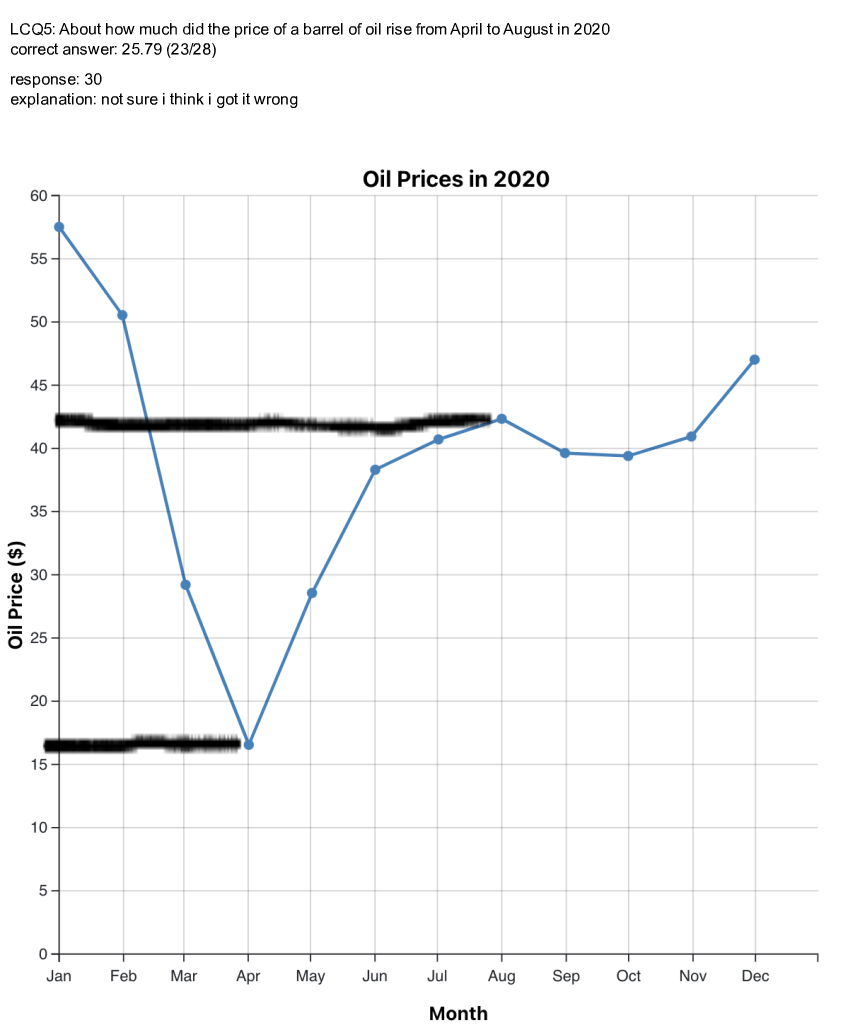 LCQ5: About how much did the price of a barrel of oil rise from April to August in 2020
correct answer: 25.79 (23/28)
response: 30
explanation: not sure i think i got it wrong
Oil Prices in 2020
60
55
50
45
40
35
30
25
20
15
10
5
0
Oil Price ($)
Jan Feb Mar Apr May Jun Jul Aug Sep Oct Nov Dec
Month